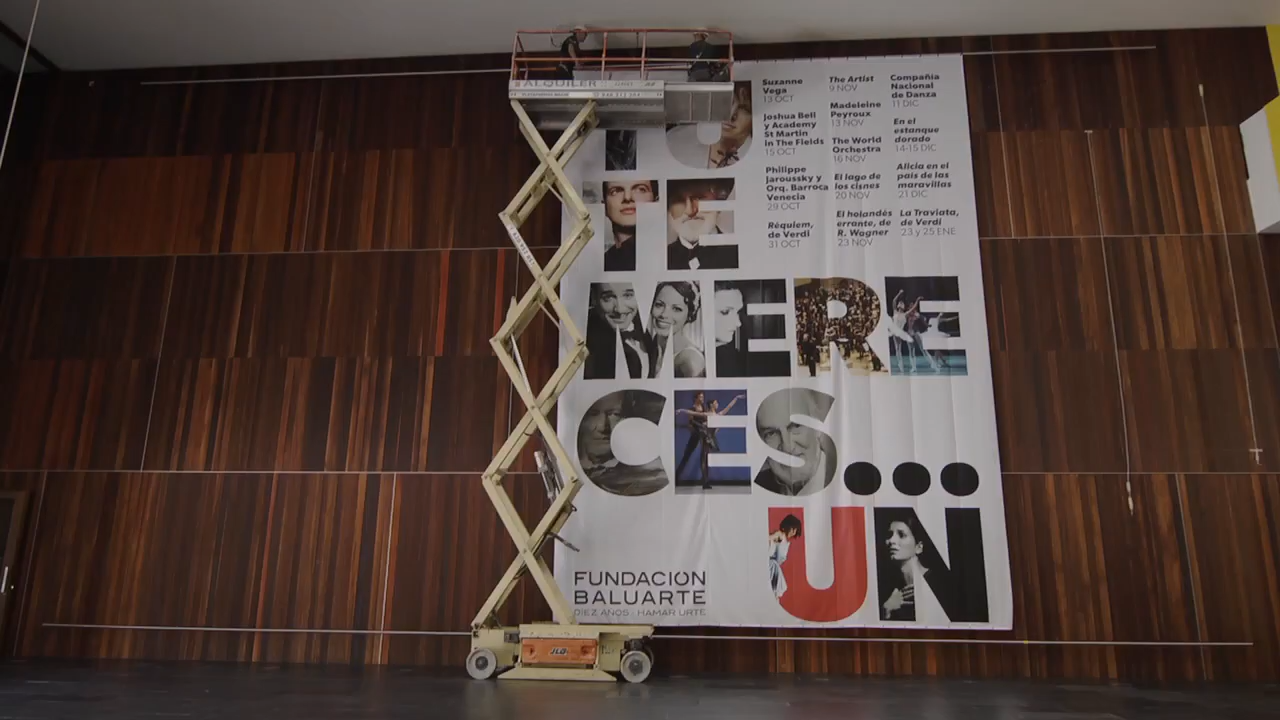 ALQUILER
TU
TE
MERE
CES...
UN
Suzanne
Vega
13 OCT
Joshua Bell
y Academy
St Martin
in The Fields
15 OCT
Philippe
Jaroussky y
Orq. Barroca
Venecia
29 OCT
Réquiem,
de Verdi
31 OCT
The Artist
9 NOV
Madeleine
Peyroux
13 NOV
The World
Orchestra
16 NOV
El lago de
los cisnes
20 NOV
El holandés
errante, de
R. Wagner
23 NOV
Compañía
Nacional
de Danza
11 DIC
En el
estanque
dorado
14-15 DIC
Alicia en el
país de las
maravillas
21 DIC
La Traviata,
de Verdi
23 y 25 ENE
FUNDACION
BALUARTE
DIEZ AÑOS · HAMAR URTE
JLG